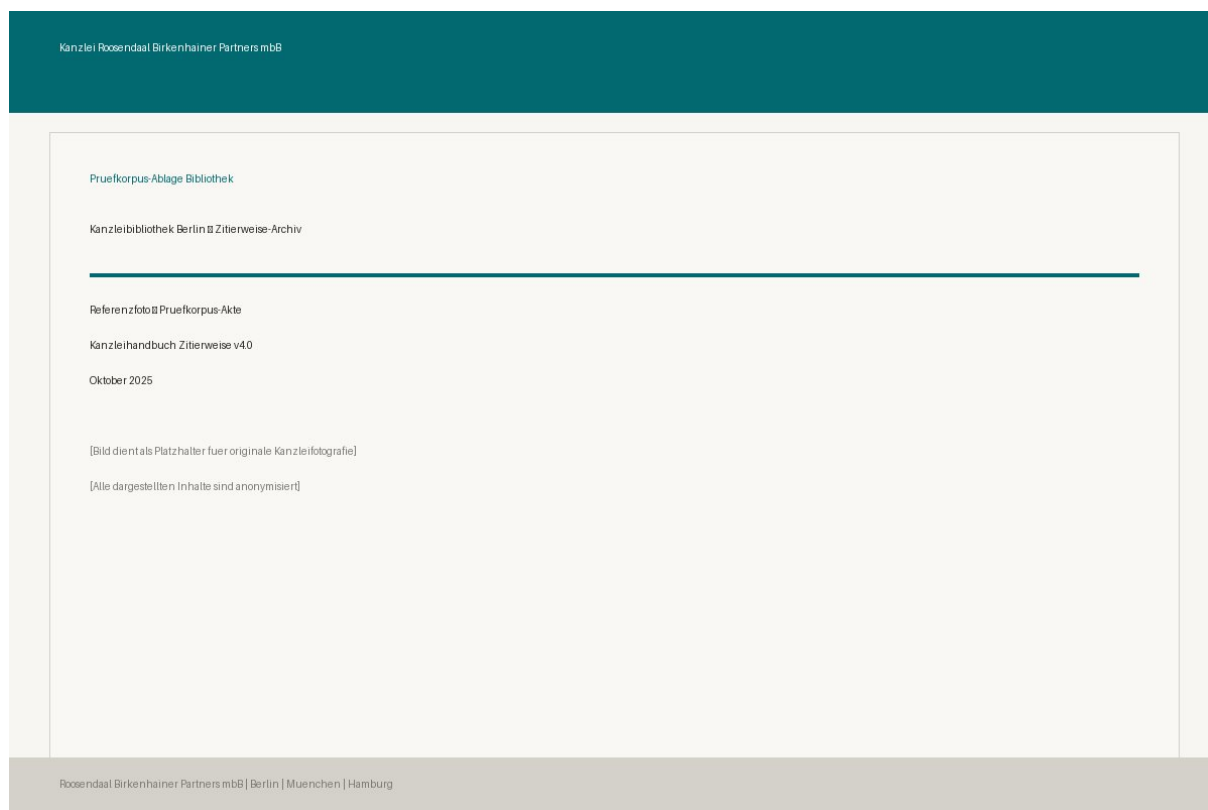 Kanzlei Roosendaal Birkenhainer Partners mbB
Pruefkorpus-Ablage Bibliothek
Kanzleibibliothek Berlin ☒ Zitierweise-Archiv
Referenzfoto ☒ Pruefkorpus-Akte
Kanzleihandbuch Zitierweise v4.0
Oktober 2025
[Bild dient als Platzhalter fuer originale Kanzleifotografie]
[Alle dargestellten Inhalte sind anonymisiert]
Roosendaal Birkenhainer Partners mbB | Berlin | Muenchen | Hamburg